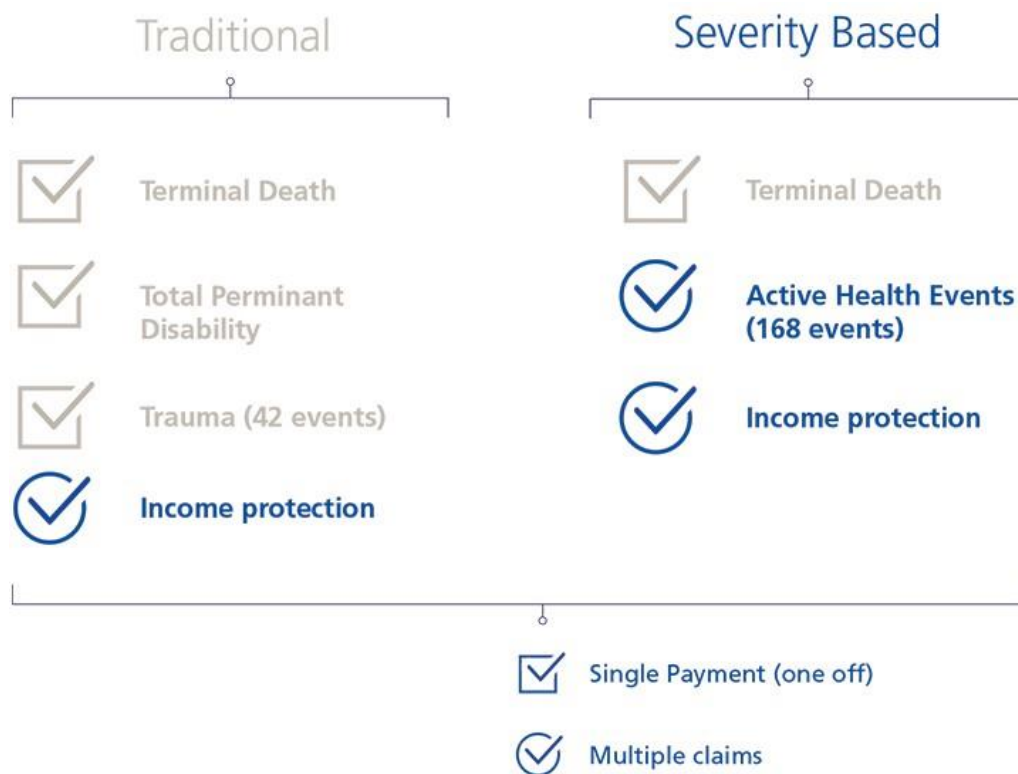 Traditional
Terminal Death
Total Perminant
Disability
Trauma (42 events)
Income protection
Severity Based
Terminal Death
Active Health Events
(168 events)
Income protection
Single Payment (one off)
Multiple claims